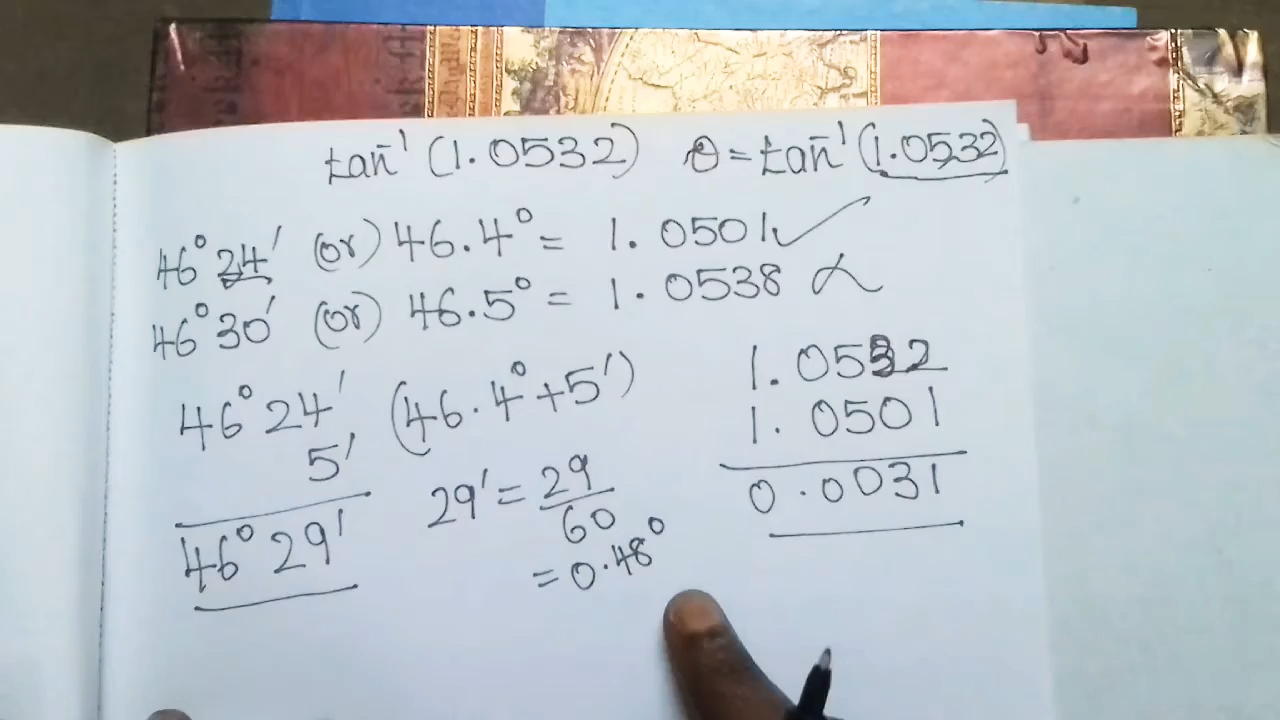 tan⁻¹ (1.0532) θ = tan⁻¹ (1.0532)
46° 24′ (or) 46.4° = 1.0501 ✓
46° 30′ (or) 46.5° = 1.0538
46° 24′ (46.4° + 5′)
5′
46° 29′
29′ = 29/60
= 0.48°
1.0532
1.0501
0.0031